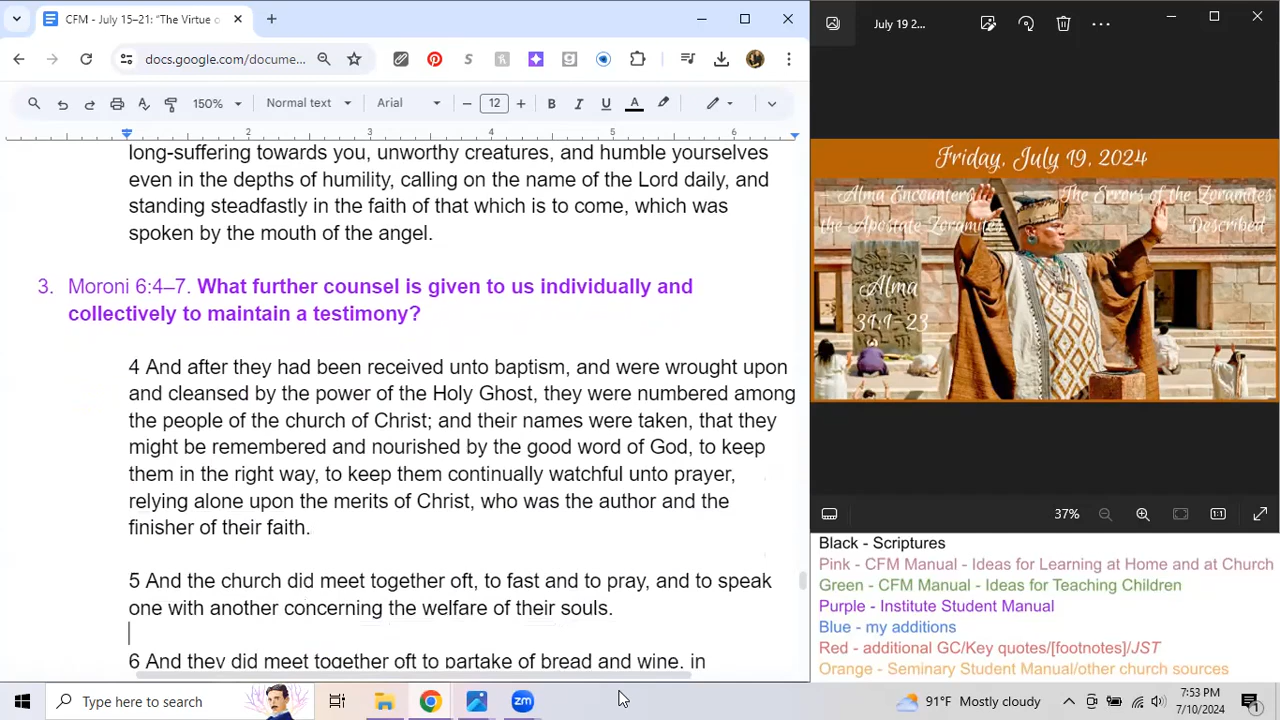 CFM - July 15–21: “The Virtue o
docs.google.com/docume...
150%
Normal text
Arial
12
B I U A
2 3 4 5 6
long-suffering towards you, unworthy creatures, and humble yourselves
even in the depths of humility, calling on the name of the Lord daily, and
standing steadfastly in the faith of that which is to come, which was
spoken by the mouth of the angel.
3. Moroni 6:4–7. What further counsel is given to us individually and
collectively to maintain a testimony?
4 And after they had been received unto baptism, and were wrought upon
and cleansed by the power of the Holy Ghost, they were numbered among
the people of the church of Christ; and their names were taken, that they
might be remembered and nourished by the good word of God, to keep
them in the right way, to keep them continually watchful unto prayer,
relying alone upon the merits of Christ, who was the author and the
finisher of their faith.
5 And the church did meet together oft, to fast and to pray, and to speak
one with another concerning the welfare of their souls.
6 And they did meet together oft to partake of bread and wine, in
July 19 2...
Friday, July 19, 2024
Alma Encounters
the Apostate Zoramites
The Errors of the Zoramites
Described
Alma
31:1-23
37%
1:1
Black - Scriptures
Pink - CFM Manual - Ideas for Learning at Home and at Church
Green - CFM Manual - Ideas for Teaching Children
Purple - Institute Student Manual
Blue - my additions
Red - additional GC/Key quotes/[footnotes]/JST
Orange - Seminary Student Manual/other church sources
Type here to search
zm
91°F Mostly cloudy
7:53 PM
7/10/2024
1